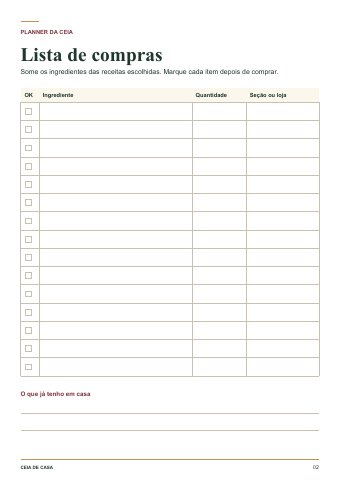 PLANNER DA CEIA
Lista de compras
Some os ingredientes das receitas escolhidas. Marque cada item depois de comprar.
OK Ingrediente Quantidade Seção ou loja
O que já tenho em casa
CEIA DE CASA 02